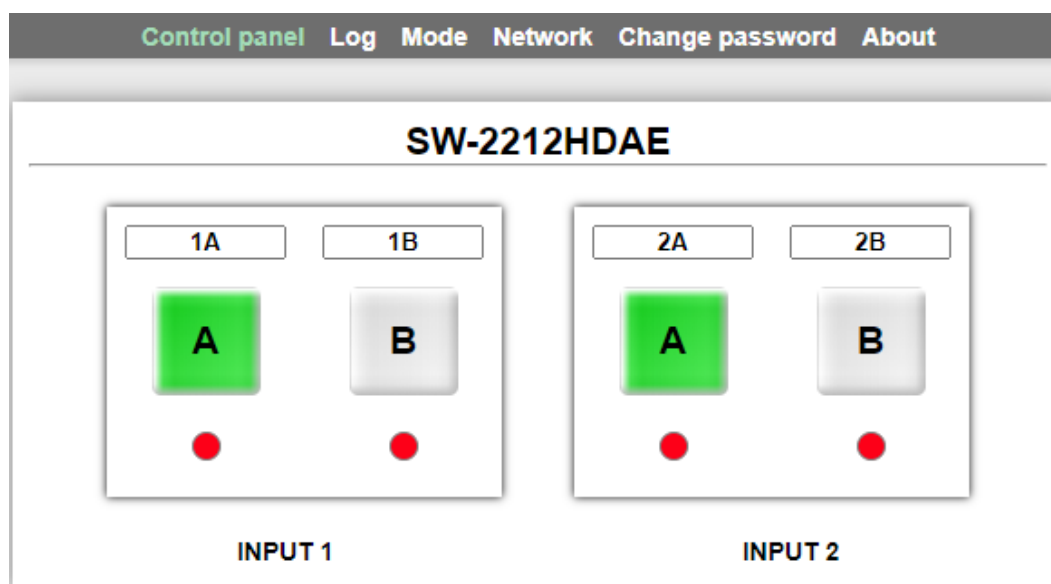 Control panel Log Mode Network Change password About
SW-2212HDAE
1A 1B 2A 2B
A B A B
INPUT 1 INPUT 2